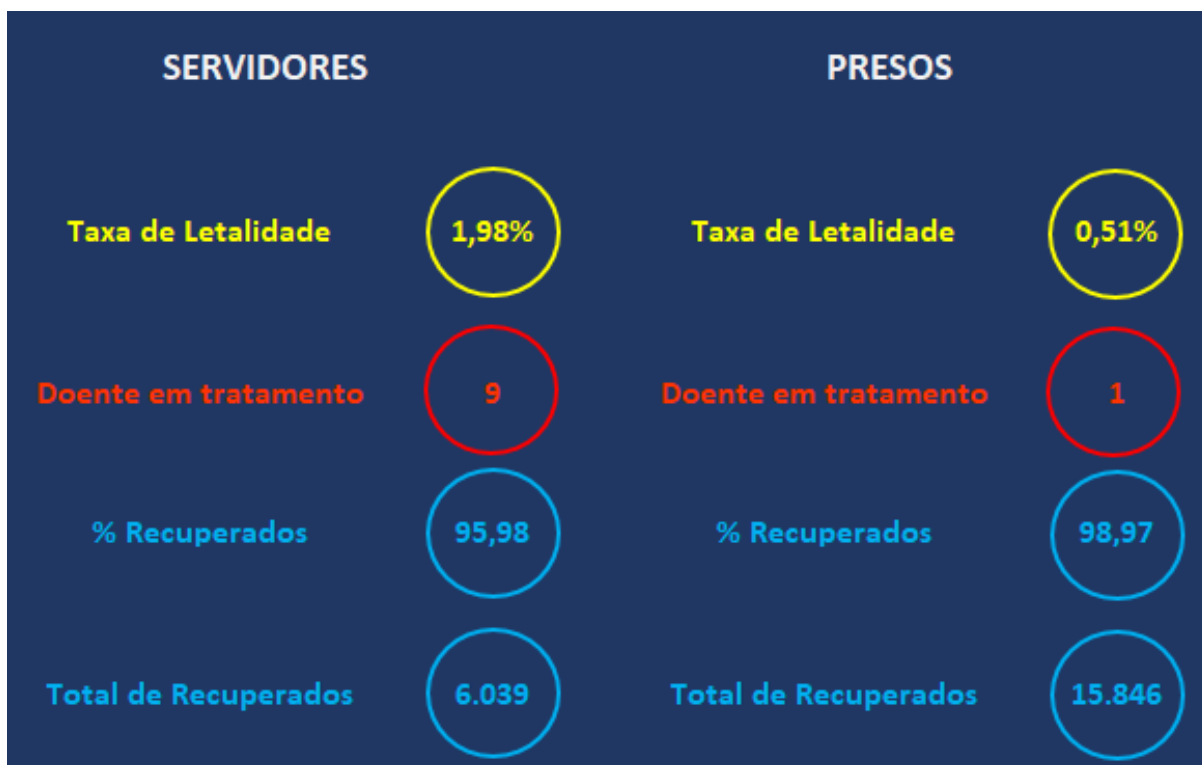 SERVIDORES
PRESOS
Taxa de Letalidade 1,98%
Taxa de Letalidade 0,51%
Doente em tratamento 9
Doente em tratamento 1
% Recuperados 95,98
% Recuperados 98,97
Total de Recuperados 6.039
Total de Recuperados 15.846